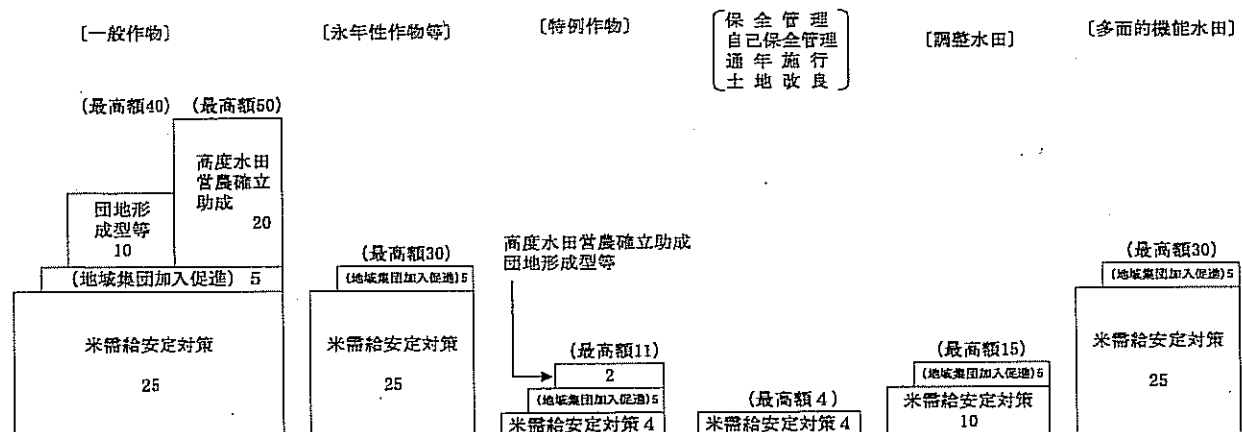 〔一般作物〕
(最高額40)
(最高額50)
高度水田
営農確立
助成
20
団地形
成型等
10
(地域集団加入促進) 5
米需給安定対策
25
〔永年性作物等〕
(最高額30)
(地域集団加入促進)5
米需給安定対策
25
〔特例作物〕
高度水田営農確立助成
団地形成型等
(最高額11)
2
(地域集団加入促進)5
米需給安定対策 4
保全管理
自己保全管理
通年施行
土地改良
(最高額 4)
米需給安定対策 4
〔調整水田〕
(最高額15)
(地域集団加入促進)5
米需給安定対策
10
〔多面的機能水田〕
(最高額30)
(地域集団加入促進)5
米需給安定対策
25